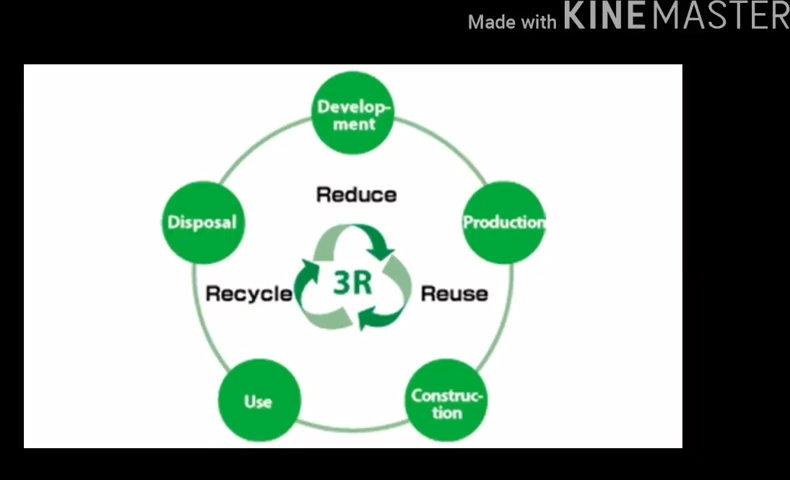 Made with KINEMASTER
Develop-
ment
Reduce
Disposal
Production
3R
Recycle
Reuse
Use
Construc-
tion